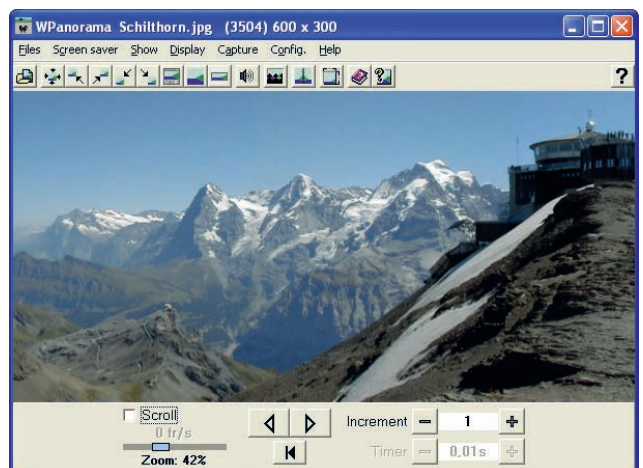 WPanorama Schilthorn.jpg (3504) 600 x 300
Files Screen saver Show Display Capture Config. Help
?
Scroll
0 fr/s
Zoom: 42%
Increment 1
Timer 0,01s